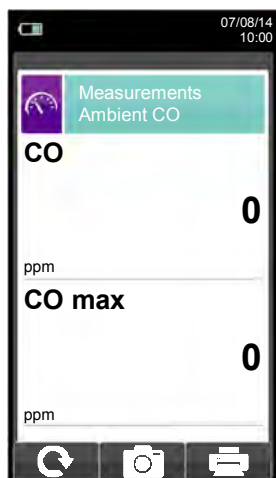 07/08/14
10:00
Measurements
Ambient CO
CO
0
ppm
CO max
0
ppm